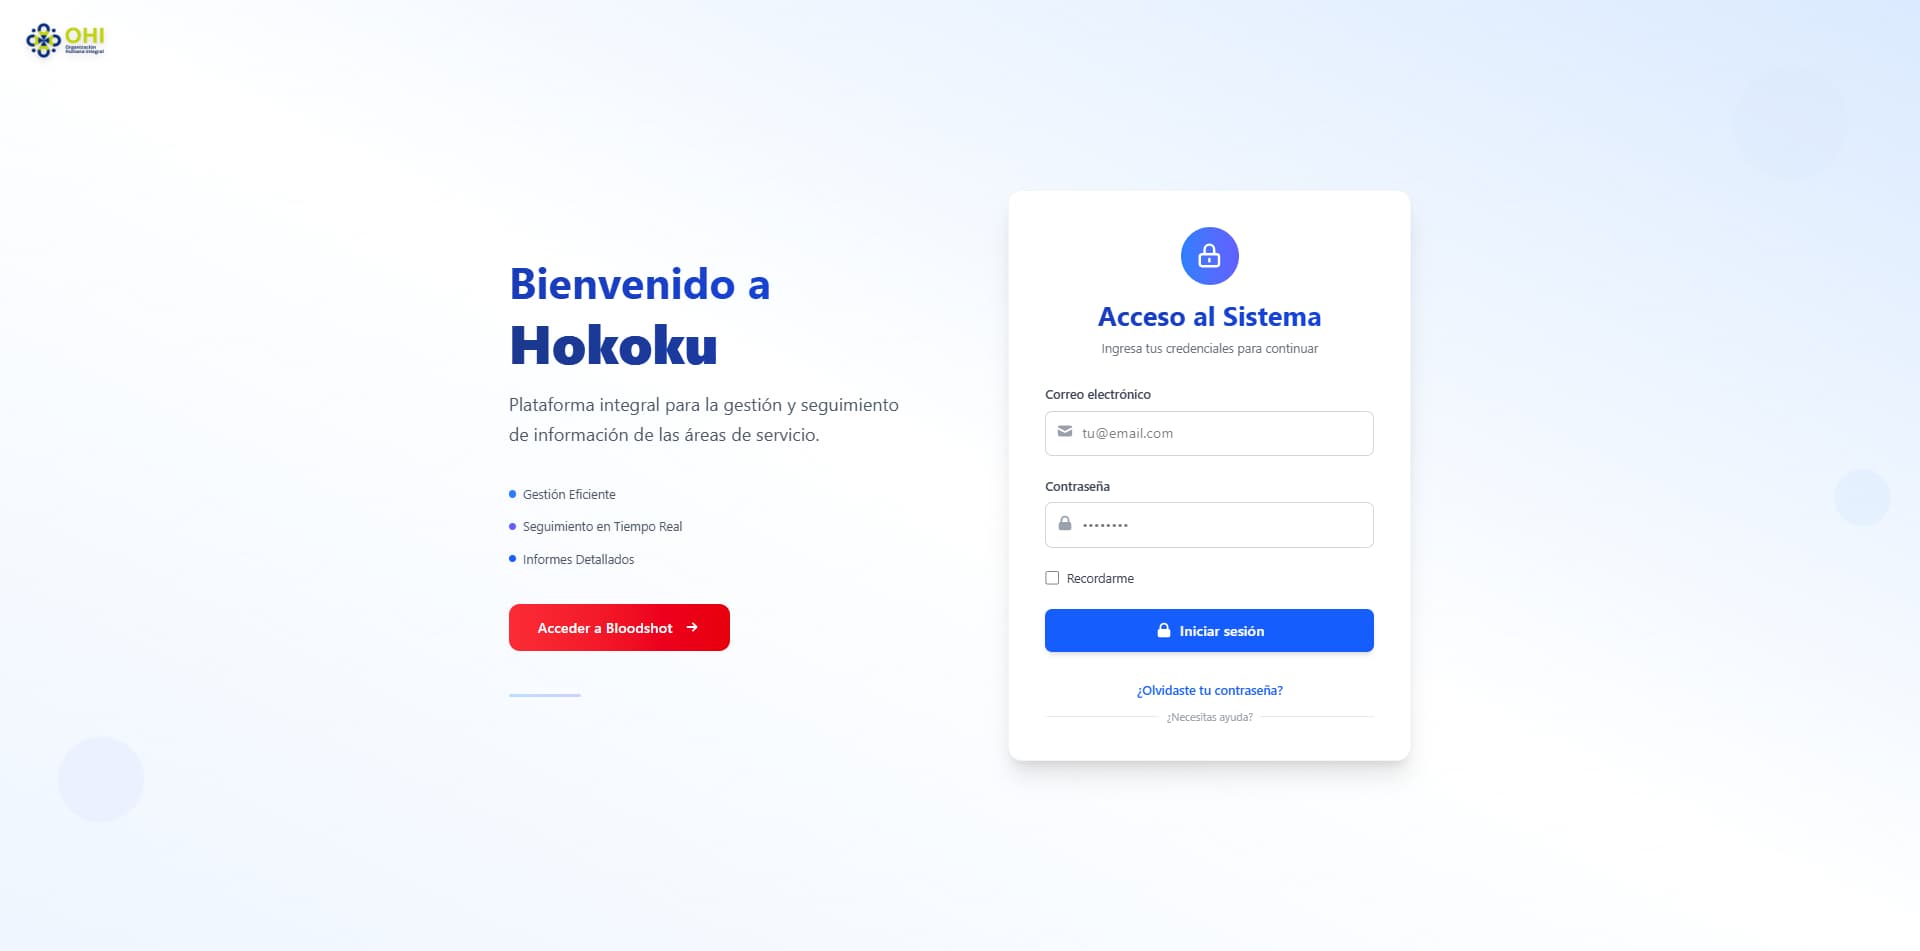 OHI
Organización
Humana Integral
Bienvenido a
Hokoku
Plataforma integral para la gestión y seguimiento
de información de las áreas de servicio.
Gestión Eficiente
Seguimiento en Tiempo Real
Informes Detallados
Acceder a Bloodshot
Acceso al Sistema
Ingresa tus credenciales para continuar
Correo electrónico
tu@email.com
Contraseña
••••••••
Recordarme
Iniciar sesión
¿Olvidaste tu contraseña?
¿Necesitas ayuda?